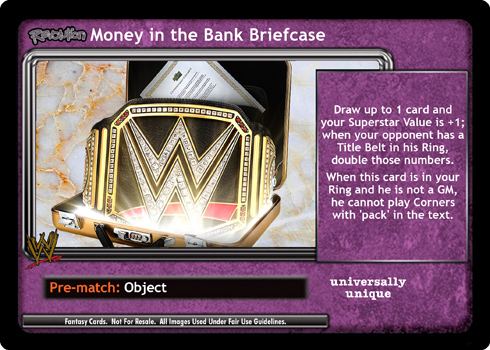 Revolution Money in the Bank Briefcase
Draw up to 1 card and
your Superstar Value is +1;
when your opponent has a
Title Belt in his Ring,
double those numbers.
When this card is in your
Ring and he is not a GM,
he cannot play Corners
with 'pack' in the text.
Pre-match: Object
universally
unique
Fantasy Cards. Not For Resale. All Images Used Under Fair Use Guidelines.